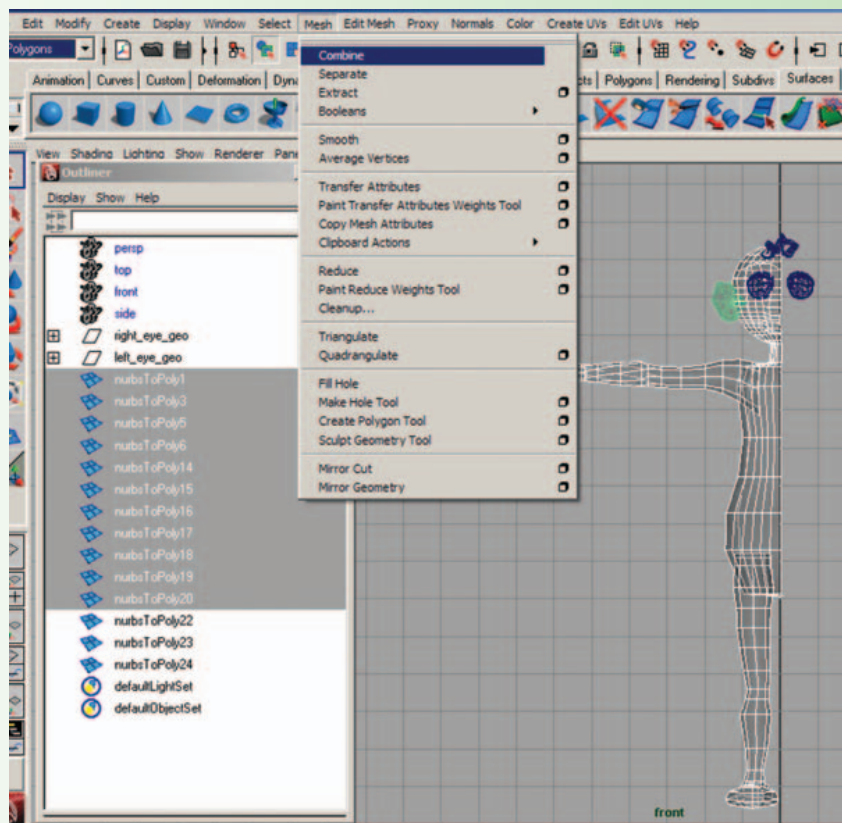 Edit Modify Create Display Window Select Mesh Edit Mesh Proxy Normals Color Create UVs Edit UVs Help
Polygons
Animation Curves Custom Deformation
Polygons Rendering Subdivs Surfaces
View Shading Lighting Show Renderer
Outliner
Display Show Help
persp
top
front
side
right_eye_geo
left_eye_geo
nurbsToPoly1
nurbsToPoly3
nurbsToPoly5
nurbsToPoly6
nurbsToPoly14
nurbsToPoly15
nurbsToPoly16
nurbsToPoly17
nurbsToPoly18
nurbsToPoly19
nurbsToPoly20
nurbsToPoly22
nurbsToPoly23
nurbsToPoly24
defaultLightSet
defaultObjectSet
Combine
Separate
Extract
Booleans
Smooth
Average Vertices
Transfer Attributes
Paint Transfer Attributes Weights Tool
Copy Mesh Attributes
Clipboard Actions
Reduce
Paint Reduce Weights Tool
Cleanup...
Triangulate
Quadrangulate
Fill Hole
Make Hole Tool
Create Polygon Tool
Sculpt Geometry Tool
Mirror Cut
Mirror Geometry
front